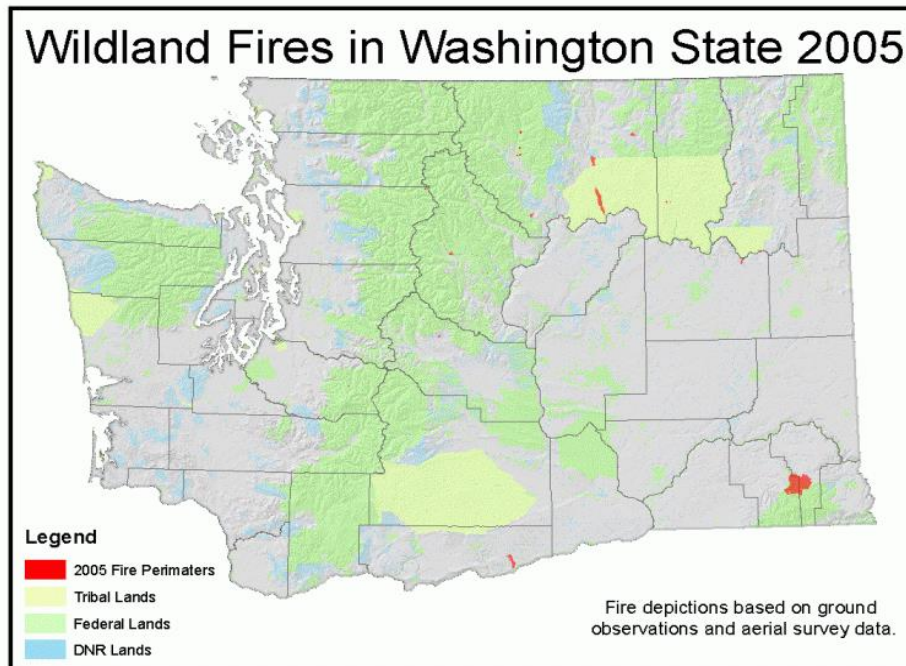 Wildland Fires in Washington State 2005
Legend
2005 Fire Perimaters
Tribal Lands
Federal Lands
DNR Lands
Fire depictions based on ground
observations and aerial survey data.